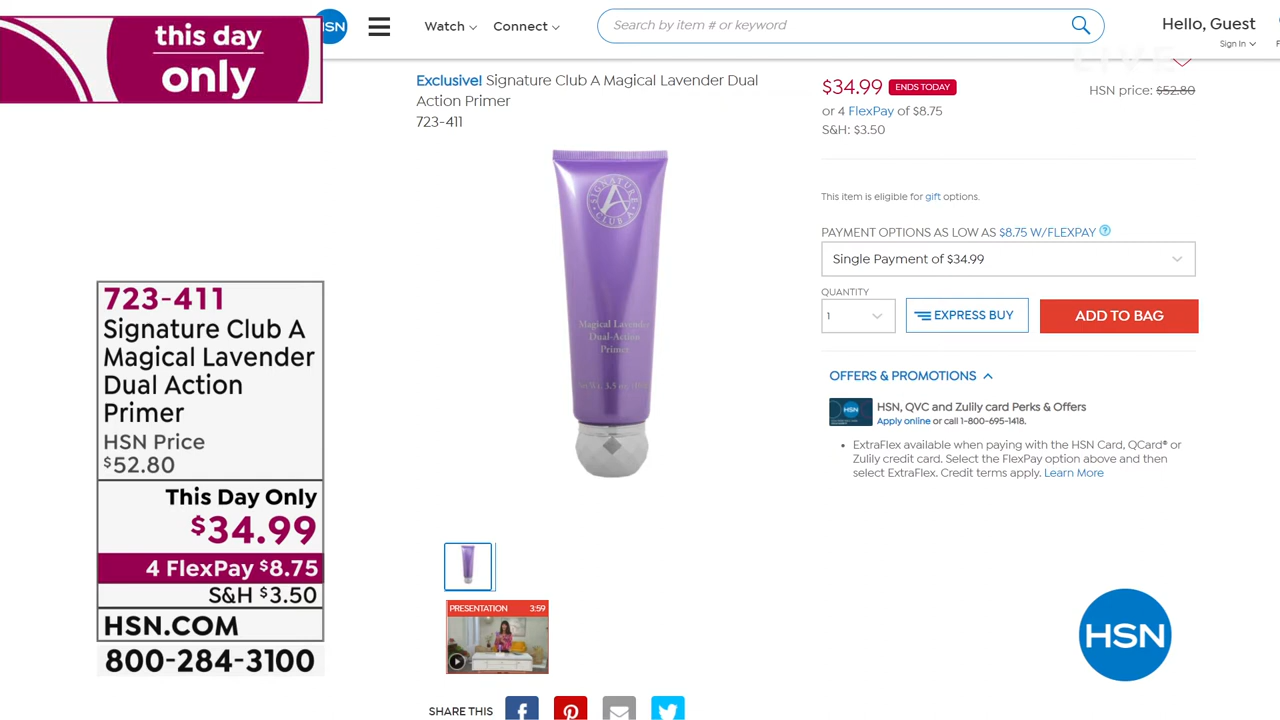 this day
only
HSN
Watch
Connect
Search by item # or keyword
Hello, Guest
Sign In
LIVE
Exclusive! Signature Club A Magical Lavender Dual
Action Primer
723-411
$34.99 ENDS TODAY
HSN price: $52.80
or 4 FlexPay of $8.75
S&H: $3.50
This item is eligible for gift options.
PAYMENT OPTIONS AS LOW AS $8.75 W/FLEXPAY ?
Single Payment of $34.99
QUANTITY
1
EXPRESS BUY
ADD TO BAG
OFFERS & PROMOTIONS
HSN
HSN, QVC and Zulily card Perks & Offers
Apply online or call 1-800-695-1418.
• ExtraFlex available when paying with the HSN Card, QCard® or
Zulily credit card. Select the FlexPay option above and then
select ExtraFlex. Credit terms apply. Learn More
SIGNATURE
A
CLUB A
Magical Lavender
Dual-Action
Primer
723-411
Signature Club A
Magical Lavender
Dual Action
Primer
HSN Price
$52.80
This Day Only
$34.99
4 FlexPay $8.75
S&H $3.50
HSN.COM
800-284-3100
PRESENTATION 3:59
HSN
SHARE THIS